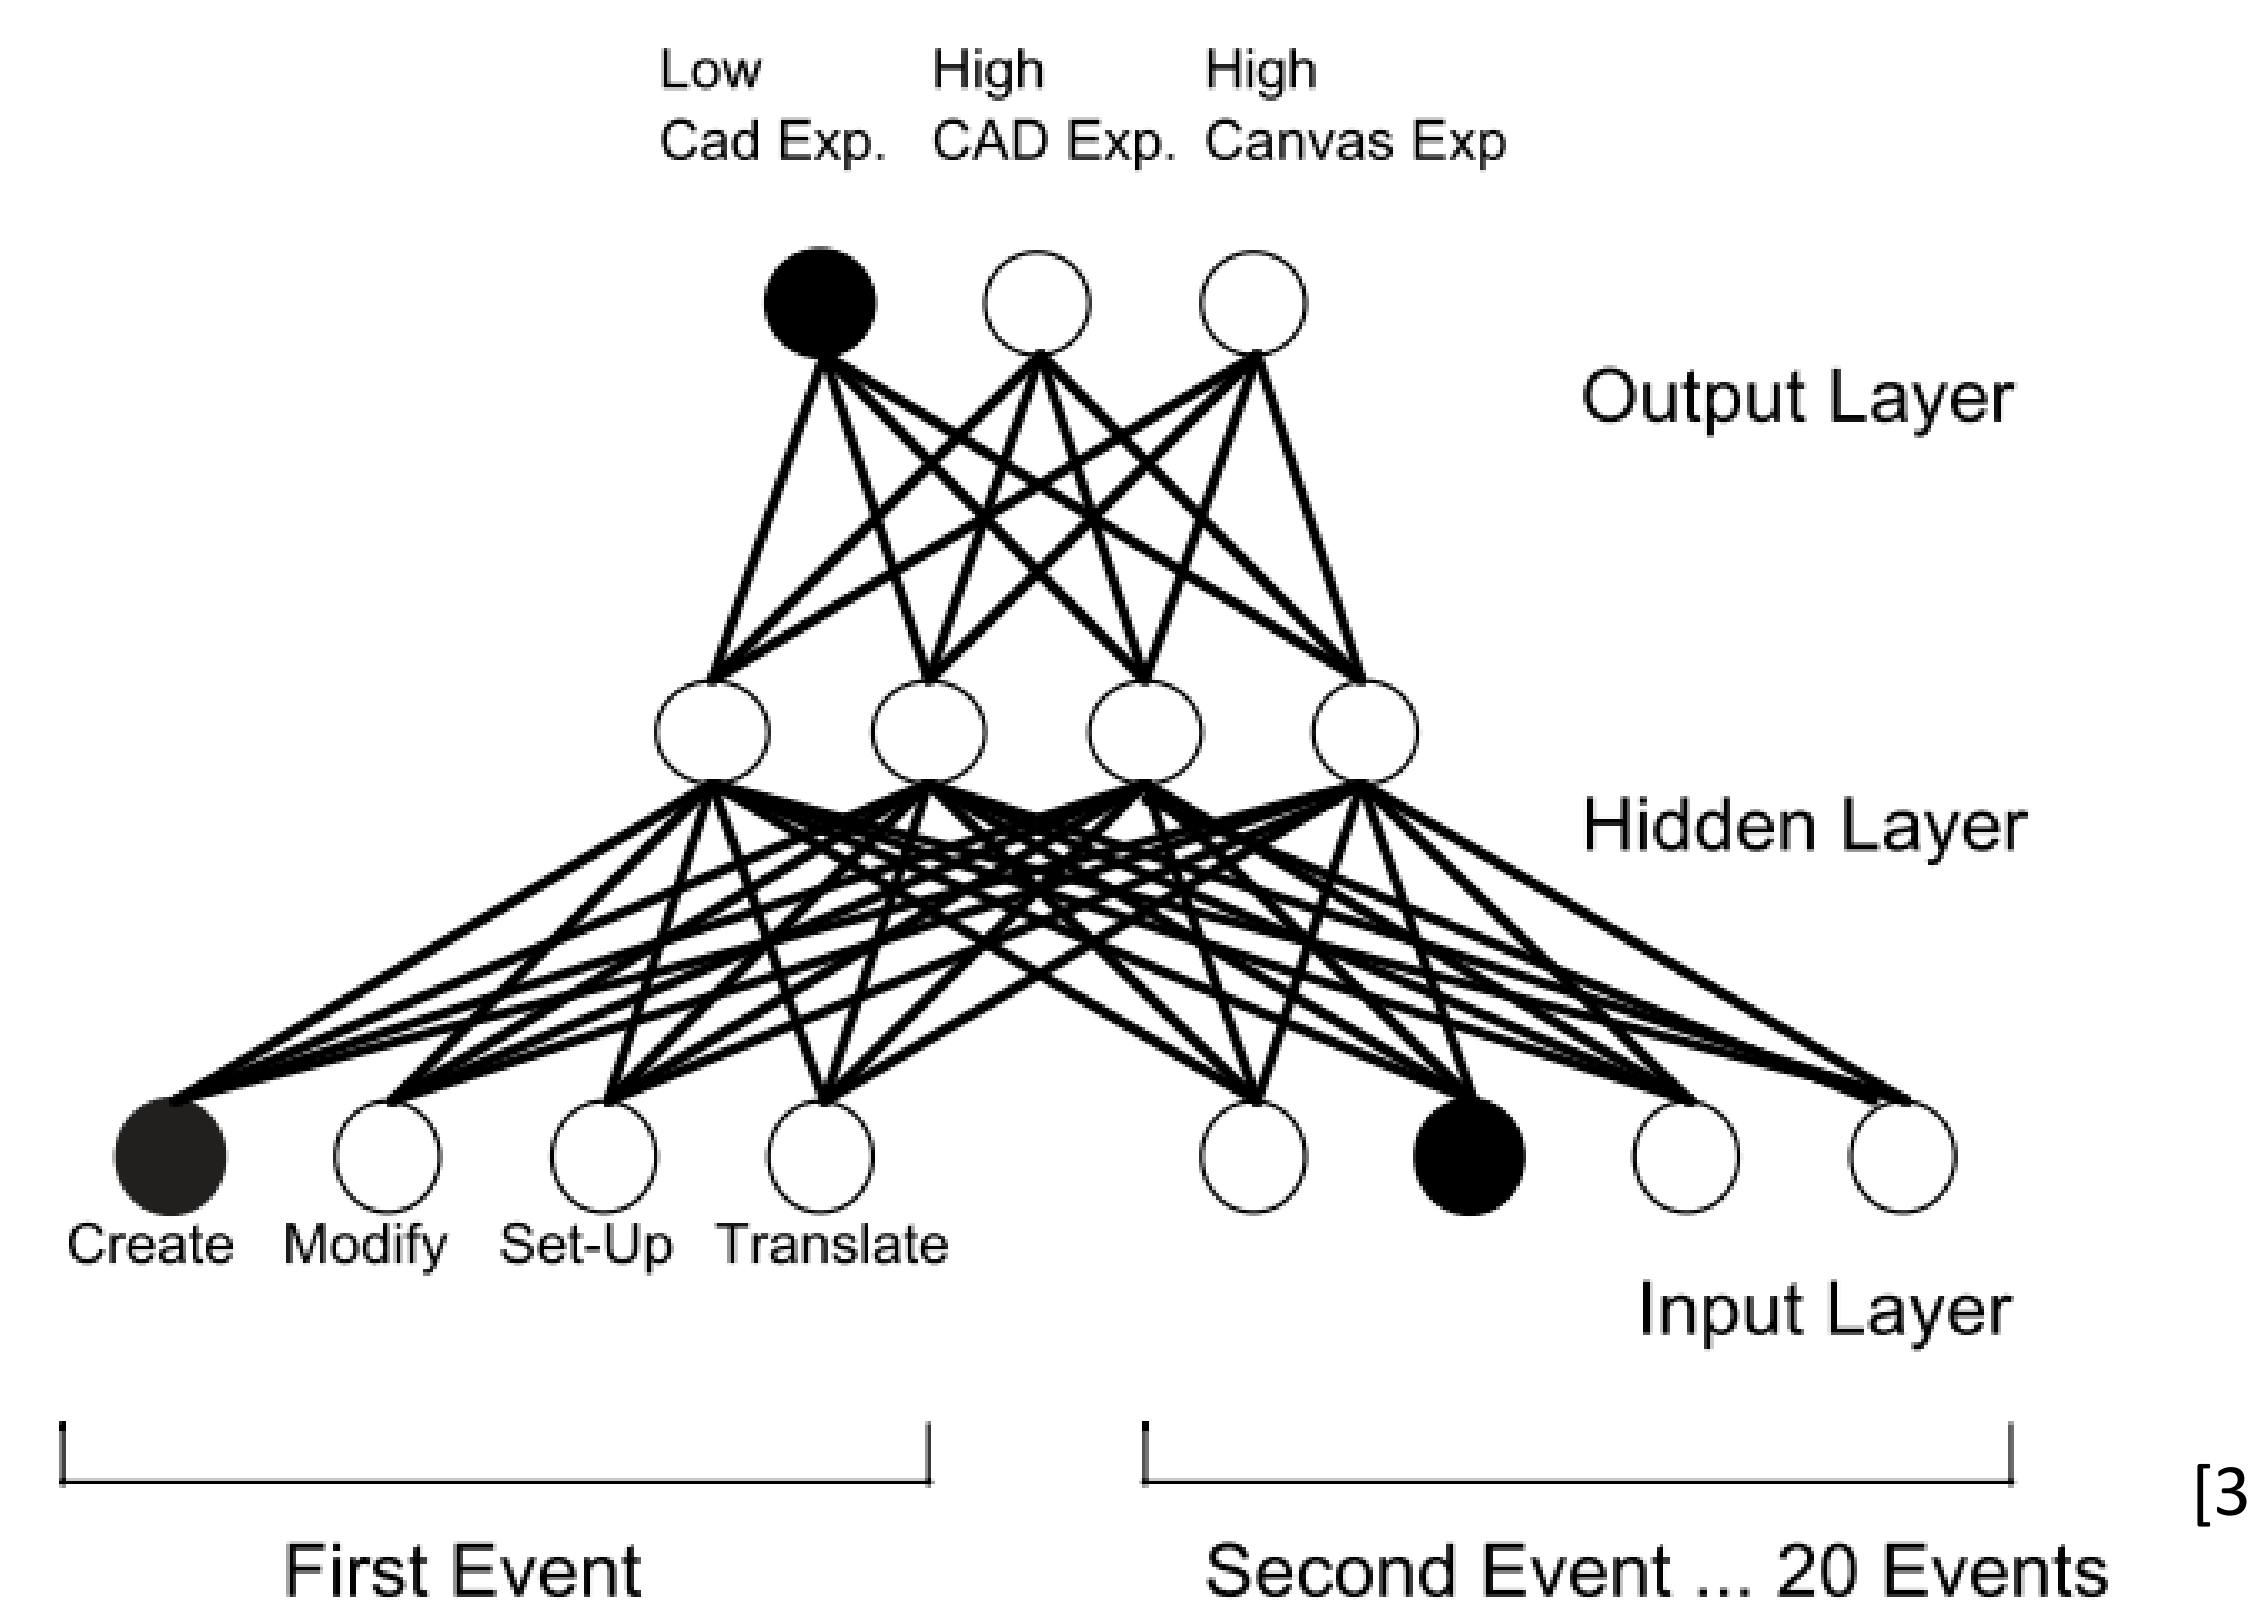 Low High High
Cad Exp. CAD Exp. Canvas Exp
Output Layer
Hidden Layer
Create Modify Set-Up Translate
Input Layer
[3
First Event Second Event ... 20 Events